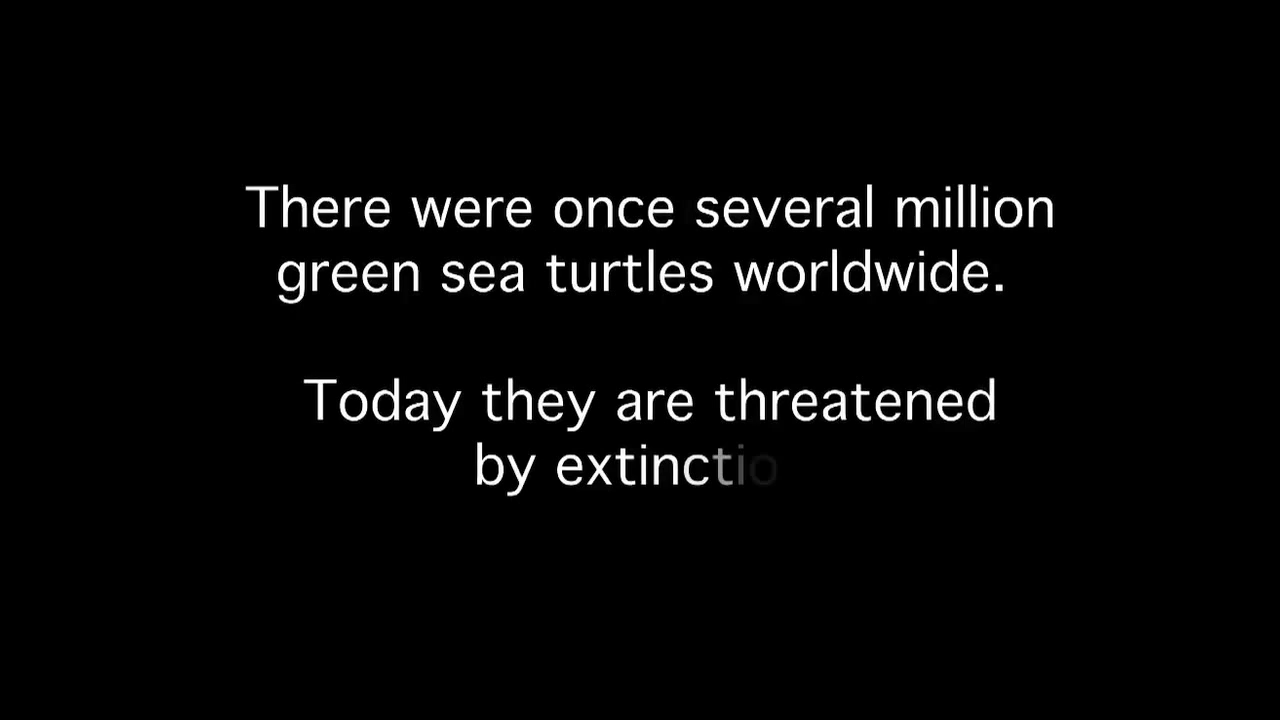 There were once several million
green sea turtles worldwide.
Today they are threatened
by extinctio